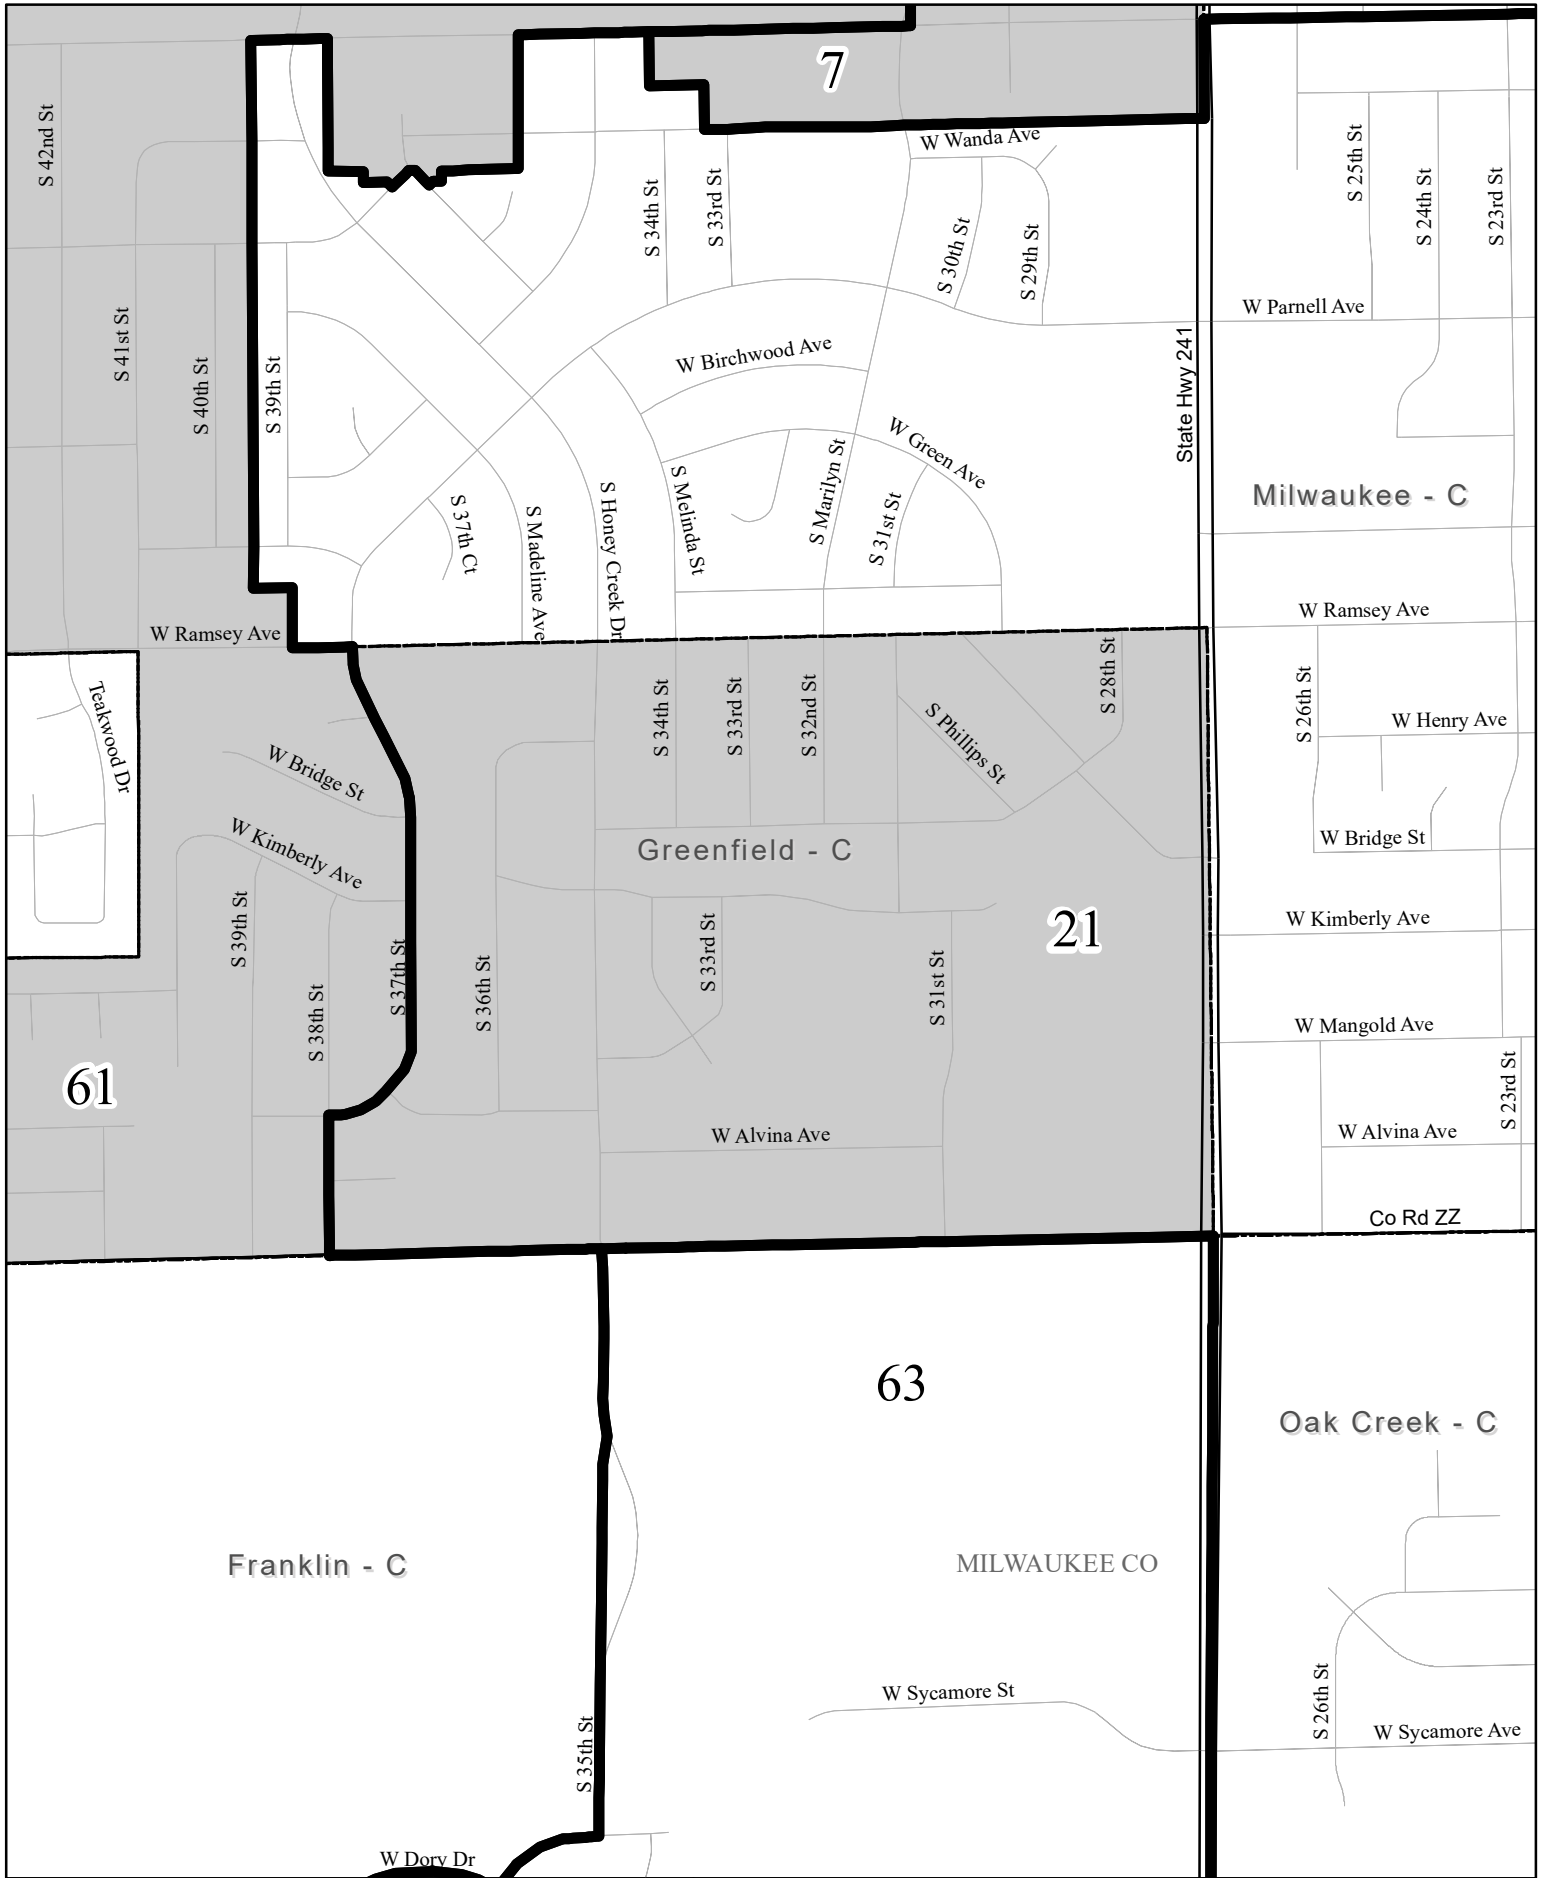 7
W Wanda Ave
S 42nd St
S 25th St
S 24th St
S 23rd St
S 34th St
S 33rd St
S 30th St
S 29th St
W Parnell Ave
S 41st St
S 40th St
S 39th St
W Birchwood Ave
State Hwy 241
W Green Ave
S Marilyn St
S 31st St
S Melinda St
S Honey Creek Dr
S Madeline Ave
S 37th Ct
Milwaukee - C
W Ramsey Ave
W Ramsey Ave
Teakwood Dr
S 34th St
S 33rd St
S 32nd St
S 28th St
S 26th St
W Henry Ave
S Phillips St
W Bridge St
W Bridge St
W Kimberly Ave
Greenfield - C
21
W Kimberly Ave
S 39th St
S 38th St
S 37th St
S 36th St
S 33rd St
S 31st St
W Mangold Ave
61
S 23rd St
W Alvina Ave
W Alvina Ave
Co Rd ZZ
63
Oak Creek - C
Franklin - C
MILWAUKEE CO
W Sycamore St
S 26th St
W Sycamore Ave
S 35th St
W Dory Dr